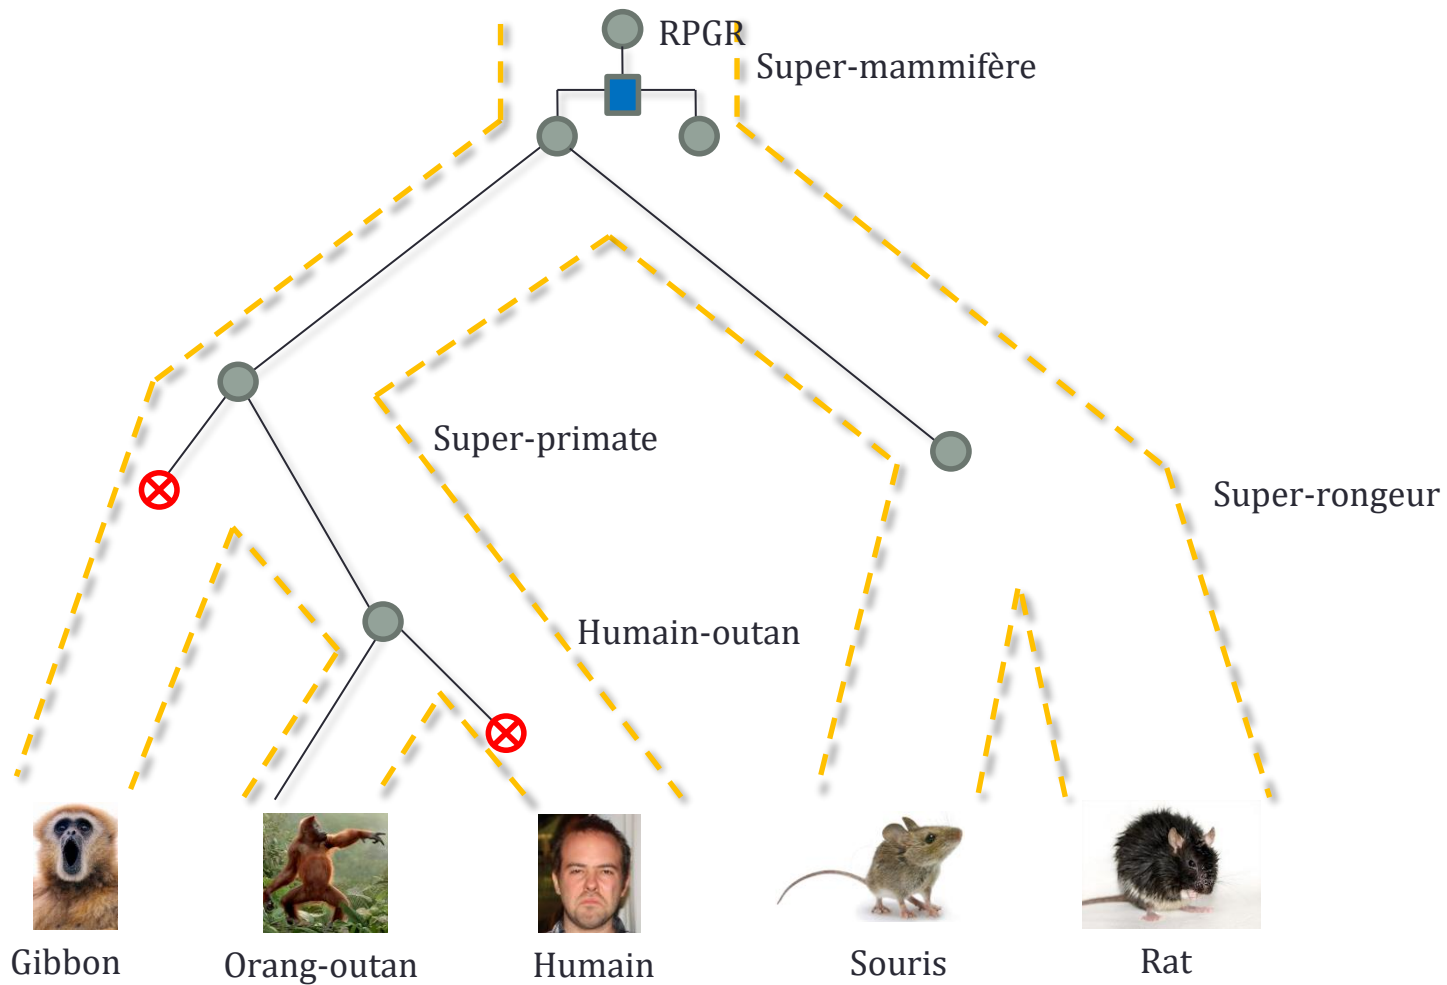 RPGR
Super-mammifère
Super-primate
Super-rongeur
Humain-outan
Gibbon
Orang-outan
Humain
Souris
Rat